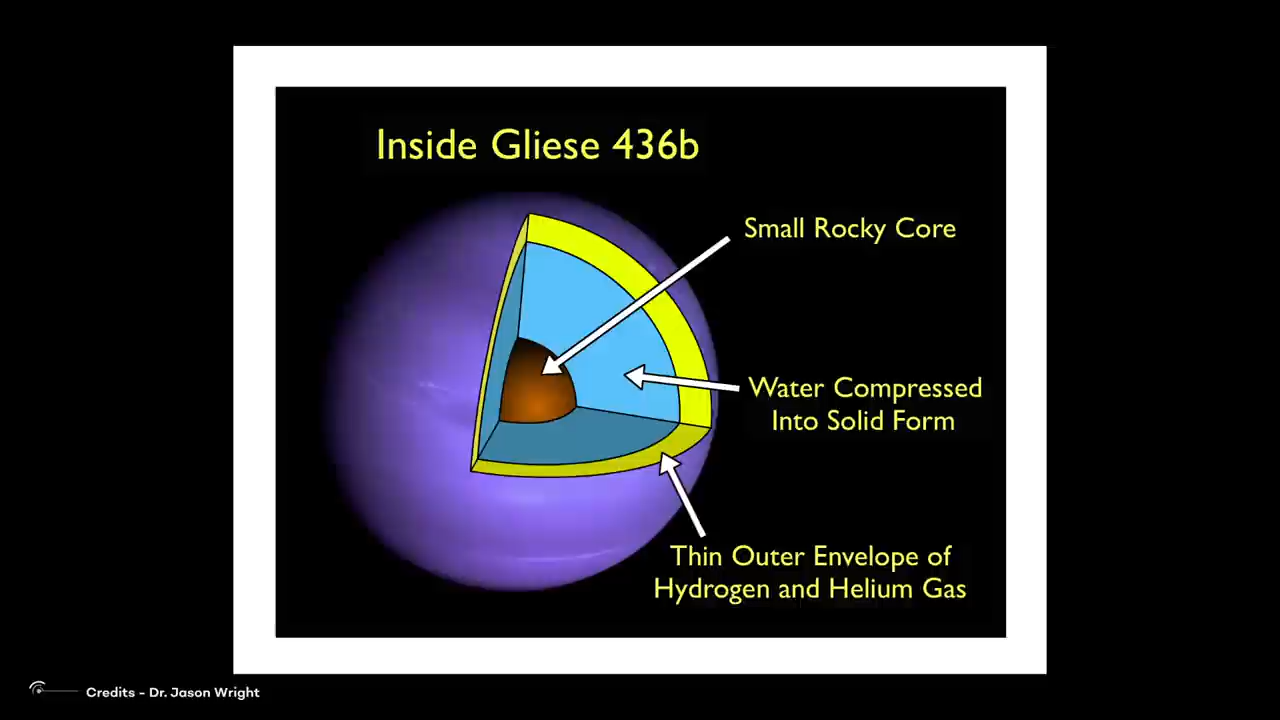 Inside Gliese 436b
Small Rocky Core
Water Compressed
Into Solid Form
Thin Outer Envelope of
Hydrogen and Helium Gas
Credits - Dr. Jason Wright